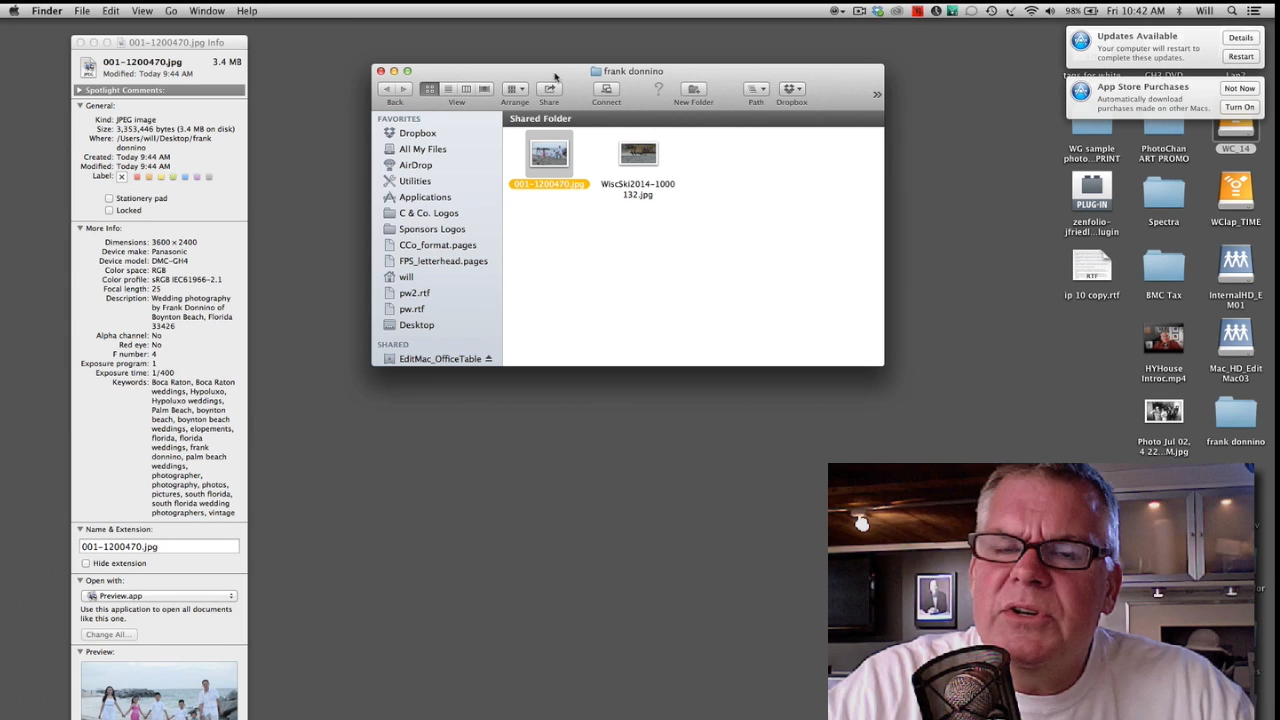 Finder File Edit View Go Window Help
98% Fri 10:42 AM Will
001-1200470.jpg Info
001-1200470.jpg 3.4 MB
Modified: Today 9:44 AM
Spotlight Comments:
General:
Kind: JPEG image
Size: 3,353,446 bytes (3.4 MB on disk)
Where: /Users/will/Desktop/frank
donnino
Created: Today 9:44 AM
Modified: Today 9:44 AM
Label:
Stationery pad
Locked
More Info:
Dimensions: 3600 × 2400
Device make: Panasonic
Device model: DMC-GH4
Color space: RGB
Color profile: sRGB IEC61966-2.1
Focal length: 25
Description: Wedding photography
by Frank Donnino of
Boynton Beach, Florida
33426
Alpha channel: No
Red eye: No
F number: 4
Exposure program: 1
Exposure time: 1/400
Keywords: Boca Raton, Boca Raton
weddings, Hypoluxo,
Hypoluxo weddings,
Palm Beach, boynton
beach, boynton beach
weddings, elopements,
florida, florida
weddings, frank
donnino, palm beach
weddings,
photographer,
photography, photos,
pictures, south florida,
south florida wedding
photographers, vintage
Name & Extension:
001-1200470.jpg
Hide extension
Open with:
Preview.app
Use this application to open all documents
like this one.
Change All...
Preview:
frank donnino
Back View Arrange Share Connect New Folder Path Dropbox
Shared Folder
FAVORITES
Dropbox
All My Files
AirDrop
Utilities
Applications
C & Co. Logos
Sponsors Logos
CCo_format.pages
FPS_letterhead.pages
will
pw2.rtf
pw.rtf
Desktop
SHARED
EditMac_OfficeTable
001-1200470.jpg
WiscSki2014-1000
132.jpg
Updates Available
Your computer will restart to
complete these updates.
Details
Restart
App Store Purchases
Automatically download
purchases made on other Macs.
Not Now
Turn On
WG sample
photo....PRINT
PhotoChan
ART PROMO
WC_14
PLUG-IN
zenfolio-
jfriedl...lugin
Spectra
WClap_TIME
RTF
ip 10 copy.rtf
BMC Tax
InternalHD_E
M01
HYHouse
Introc.mp4
Mac_HD_Edit
Mac03
Photo Jul 02,
4 22...M.jpg
frank donnino